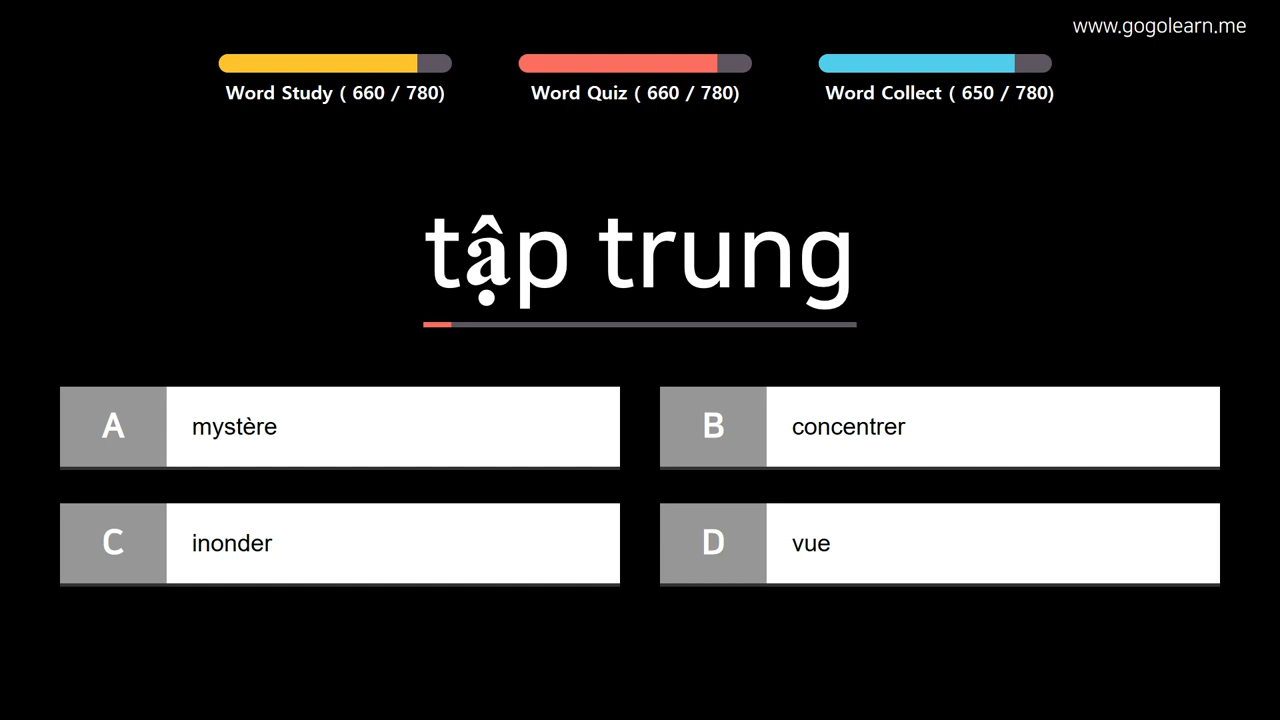 www.gogolearn.me
Word Study ( 660 / 780)
Word Quiz ( 660 / 780)
Word Collect ( 650 / 780)
tập trung
A
mystère
B
concentrer
C
inonder
D
vue